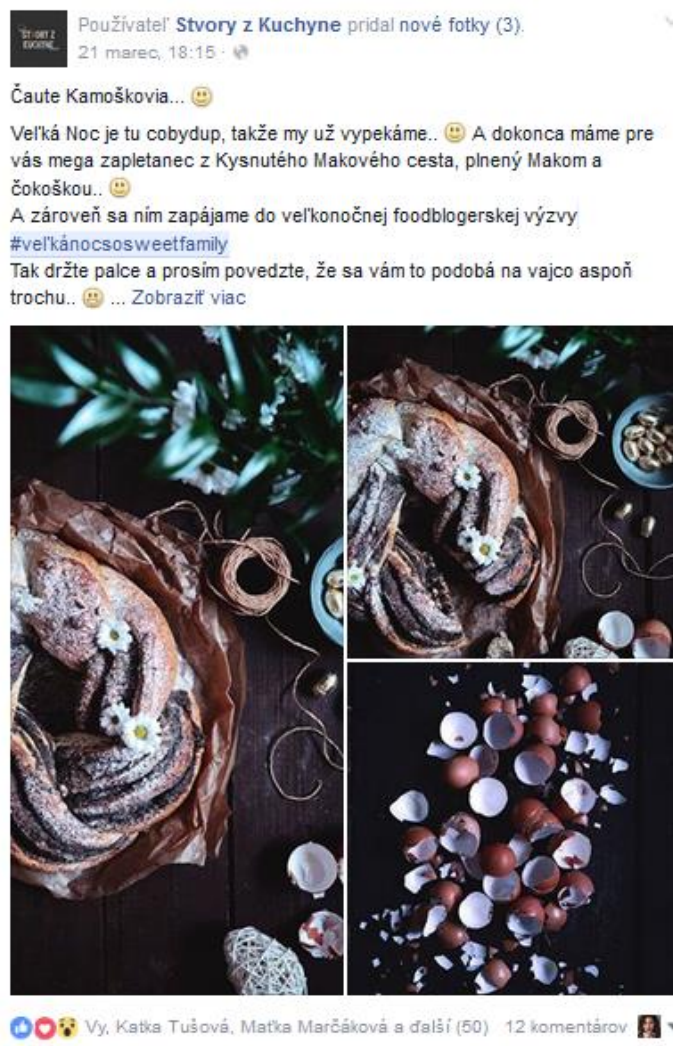 Používateľ Stvory z Kuchyne pridal nové fotky (3).
21 marec, 18:15 ·
Čaute Kamoškovia...
Veľká Noc je tu cobydup, takže my už vypekáme.. A dokonca máme pre
vás mega zapletanec z Kysnutého Makového cesta, plnený Makom a
čokoškou..
A zároveň sa ním zapájame do veľkonočnej foodblogerskej výzvy
#veľkánocsosweetfamily
Tak držte palce a prosím povedzte, že sa vám to podobá na vajco aspoň
trochu.. ... Zobraziť viac
Vy, Katka Tušová, Maťka Marčáková a ďalší (50) 12 komentárov